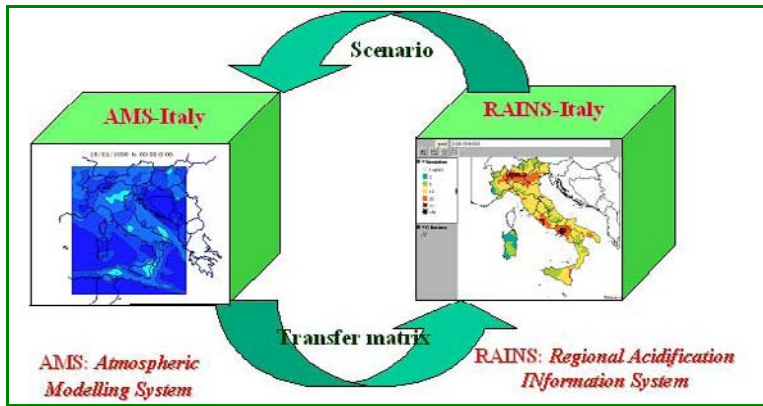 Scenario
AMS-Italy
RAINS-Italy
Transfer matrix
AMS: Atmospheric
Modelling System
RAINS: Regional Acidification
INformation System